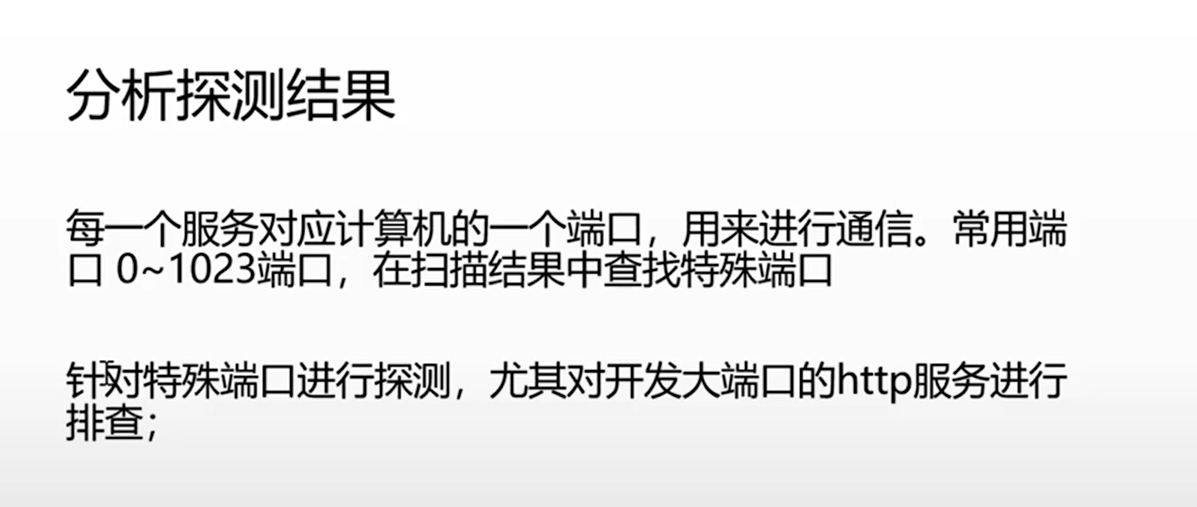 分析探测结果
每一个服务对应计算机的一个端口，用来进行通信。常用端
口 0~1023端口，在扫描结果中查找特殊端口
针对特殊端口进行探测，尤其对开发大端口的http服务进行
排查；